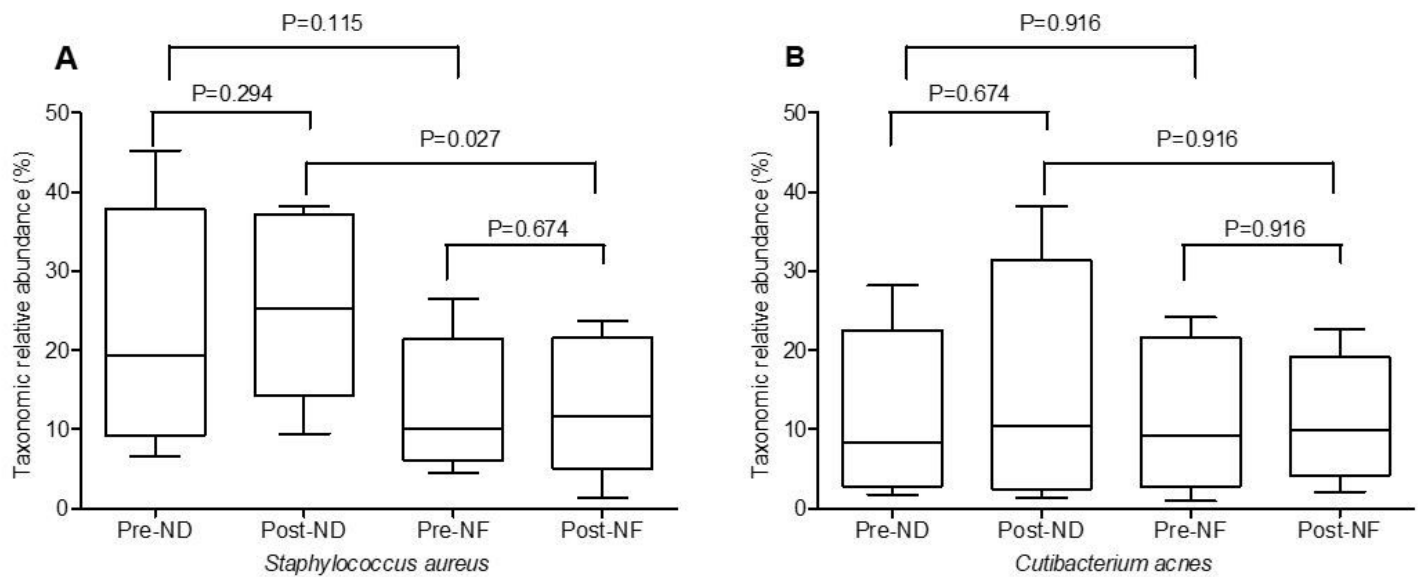 P=0.115
A
P=0.294
P=0.027
P=0.674
Taxonomic relative abundance (%)
50
40
30
20
10
0
Pre-ND Post-ND Pre-NF Post-NF
Staphylococcus aureus
P=0.916
B
P=0.674
P=0.916
P=0.916
Taxonomic relative abundance (%)
50
40
30
20
10
0
Pre-ND Post-ND Pre-NF Post-NF
Cutibacterium acnes